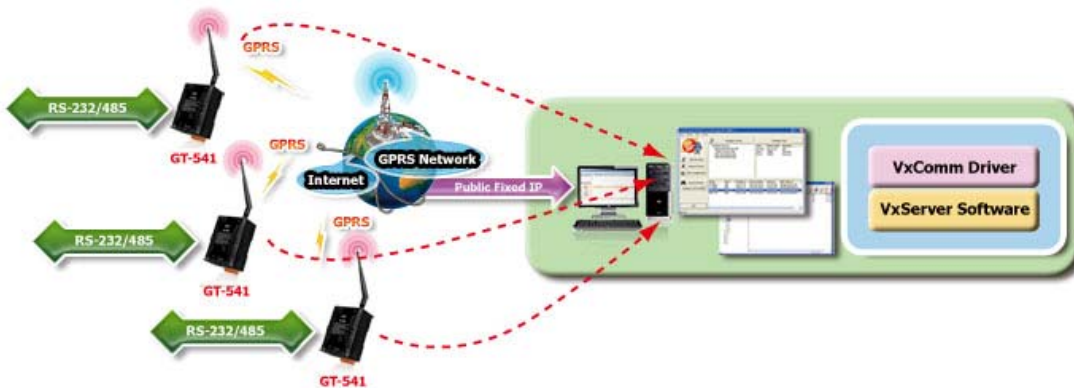 GPRS
RS-232/485
GT-541
GPRS
GPRS Network
Internet
Public Fixed IP
VxComm Driver
VxServer Software
GPRS
RS-232/485
GT-541
RS-232/485
GT-541